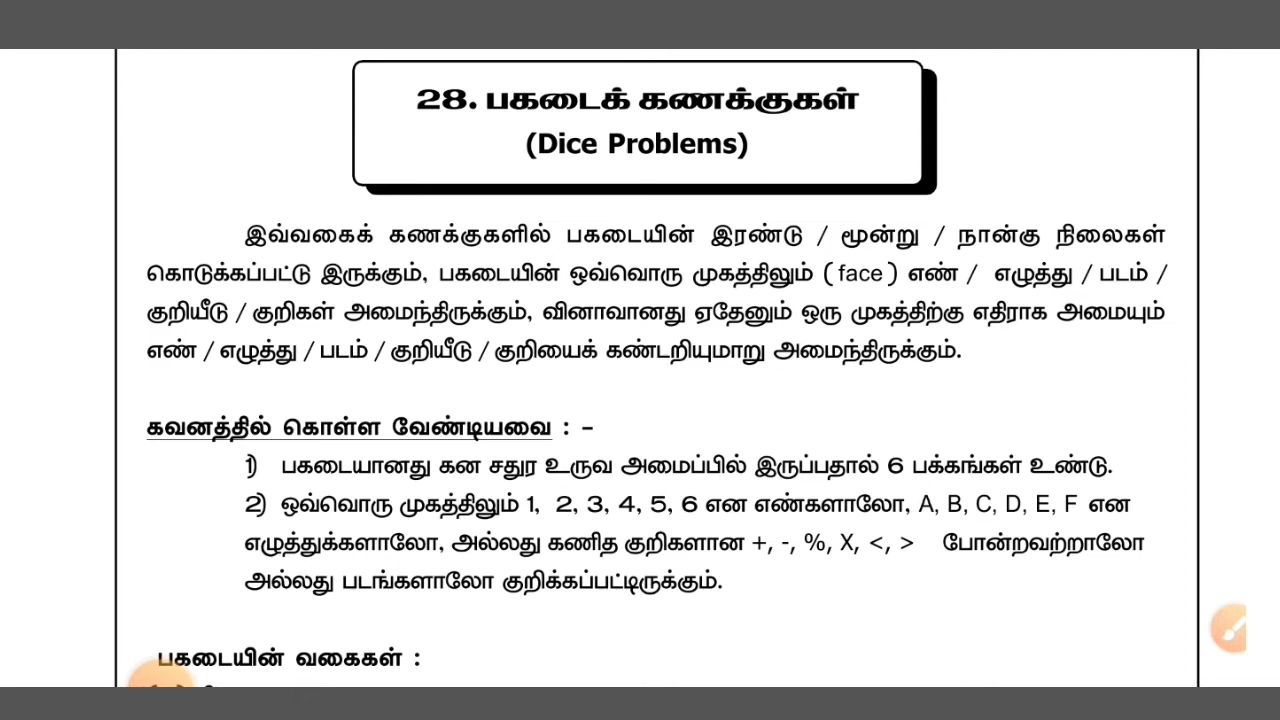 28. பகடைக் கணக்குகள்
(Dice Problems)
இவ்வகைக் கணக்குகளில் பகடையின் இரண்டு / மூன்று / நான்கு நிலைகள்
கொடுக்கப்பட்டு இருக்கும், பகடையின் ஒவ்வொரு முகத்திலும் (face) எண் / எழுத்து / படம் /
குறியீடு / குறிகள் அமைந்திருக்கும், வினாவானது ஏதேனும் ஒரு முகத்திற்கு எதிராக அமையும்
எண் / எழுத்து / படம் / குறியீடு / குறியைக் கண்டறியுமாறு அமைந்திருக்கும்.
கவனத்தில் கொள்ள வேண்டியவை : –
1) பகடையானது கன சதுர உருவ அமைப்பில் இருப்பதால் 6 பக்கங்கள் உண்டு.
2) ஒவ்வொரு முகத்திலும் 1, 2, 3, 4, 5, 6 என எண்களாலோ, A, B, C, D, E, F என
எழுத்துக்களாலோ, அல்லது கணித குறிகளான +, -, %, X, <, > போன்றவற்றாலோ
அல்லது படங்களாலோ குறிக்கப்பட்டிருக்கும்.
பகடையின் வகைகள் :